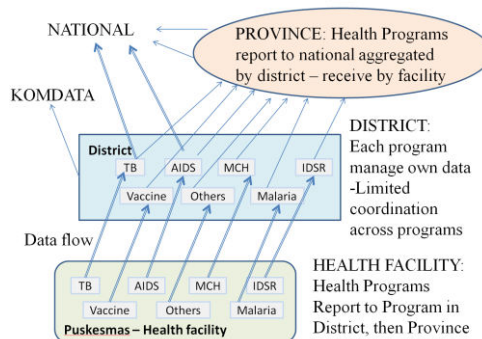 NATIONAL
PROVINCE: Health Programs
report to national aggregated
by district – receive by facility
KOMDATA
DISTRICT:
Each program
manage own data
-Limited
coordination
across programs
District
TB
AIDS
MCH
IDSR
Vaccine
Others
Malaria
Data flow
HEALTH FACILITY:
Health Programs
Report to Program in
District, then Province
TB
AIDS
MCH
IDSR
Vaccine
Others
Malaria
Puskesmas – Health facility